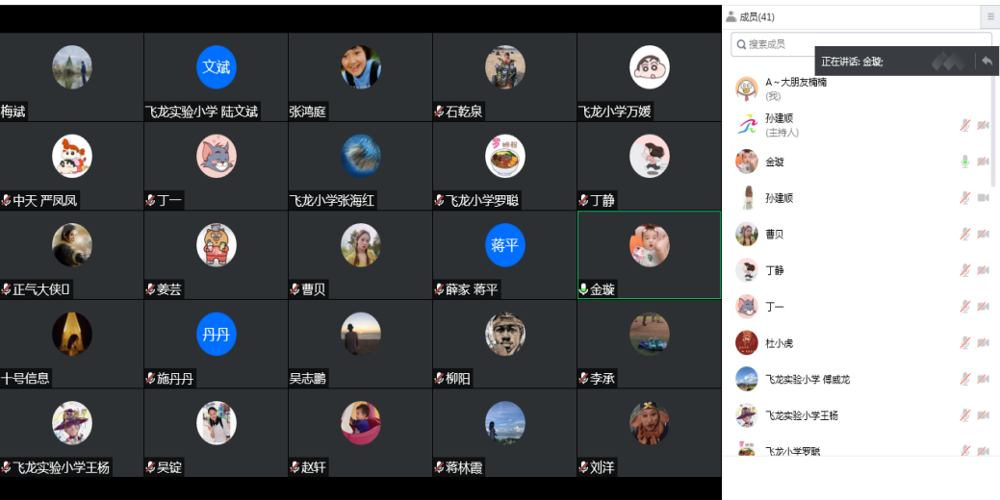 成员(41)
搜索成员
正在讲话: 金璇;
梅斌
文斌
飞龙实验小学 陆文斌
张鸿庭
石乾泉
飞龙小学万媛
中天 严凤凤
丁一
飞龙小学张海红
飞龙小学罗聪
丁静
正气大侠
姜芸
曹贝
蒋平
薛家 蒋平
金璇
十号信息
丹丹
施丹丹
吴志鹏
柳阳
李承
飞龙实验小学王杨
吴锭
赵轩
蒋林霞
刘洋
A~大朋友楠楠
(我)
孙建顺
(主持人)
金璇
孙建顺
曹贝
丁静
丁一
杜小虎
飞龙实验小学 傅威龙
飞龙实验小学王杨
飞龙小学罗聪